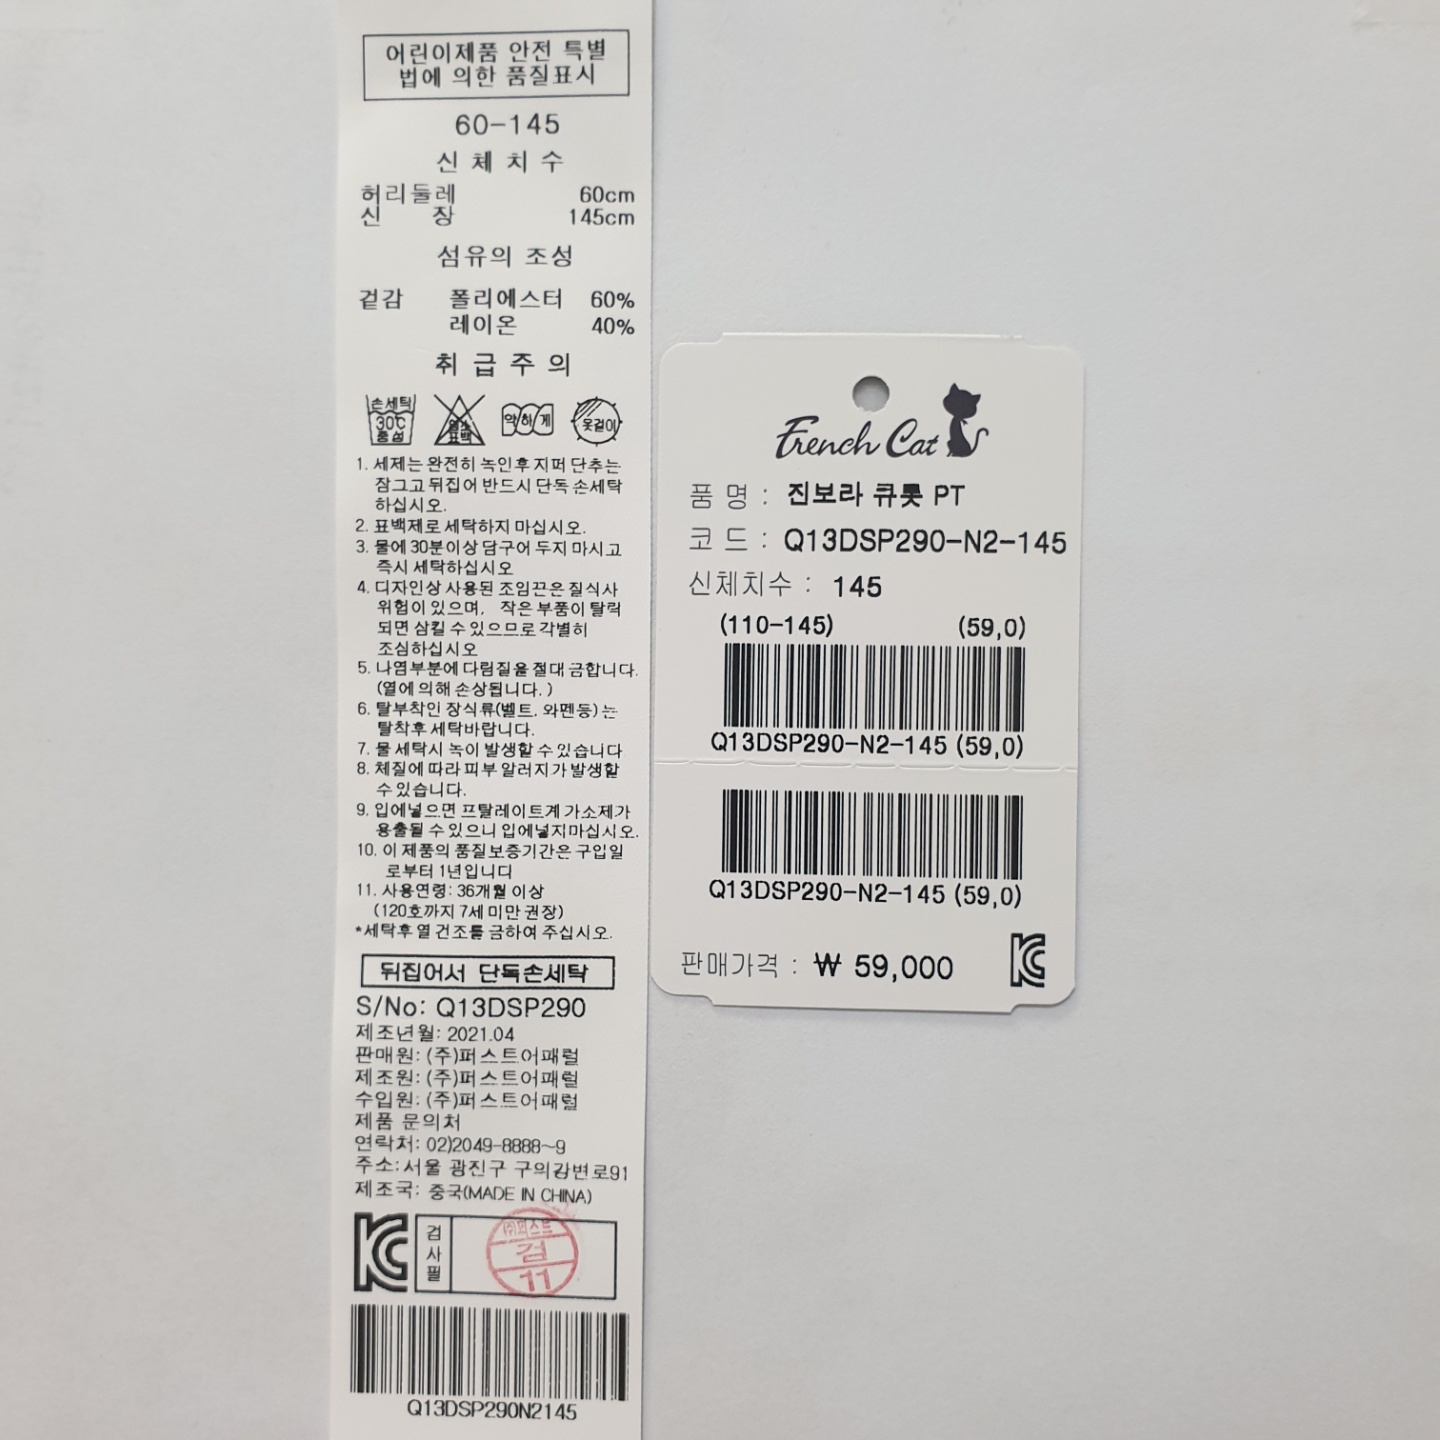 어린이제품 안전 특별
법에 의한 품질표시
60-145
신체치수
허리둘레 60cm
신 장 145cm
섬유의 조성
겉감 폴리에스터 60%
레이온 40%
취급주의
손세탁
30℃
중성
염소
표백
약하게
옷걸이
1. 세제는 완전히 녹인후 지퍼 단추는
잠그고 뒤집어 반드시 단독 손세탁
하십시오.
2. 표백제로 세탁하지 마십시오.
3. 물에 30분이상 담구어 두지 마시고
즉시 세탁하십시오
4. 디자인상 사용된 조임끈은 질식사
위험이 있으며, 작은 부품이 탈락
되면 삼킬 수 있으므로 각별히
조심하십시오
5. 나염부분에 다림질을 절대 금합니다.
(열에 의해 손상됩니다.)
6. 탈부착인 장식류(벨트, 와펜등)는
탈착후 세탁바랍니다.
7. 물 세탁시 녹이 발생할 수 있습니다
8. 체질에 따라 피부 알러지가 발생할
수 있습니다.
9. 입에넣으면 프탈레이트계 가소제가
용출될 수 있으니 입에넣지마십시오.
10. 이 제품의 품질보증기간은 구입일
로부터 1년입니다
11. 사용연령: 36개월 이상
(120호까지 7세 미만 권장)
*세탁후 열 건조를 금하여 주십시오.
뒤집어서 단독손세탁
S/No: Q13DSP290
제조년월: 2021.04
판매원: (주)퍼스트어패럴
제조원: (주)퍼스트어패럴
수입원: (주)퍼스트어패럴
제품 문의처
연락처: 02)2049-8888~9
주소:서울 광진구 구의강변로91
제조국: 중국(MADE IN CHINA)
KC
검사필
(주)퍼스트
검
11
Q13DSP290N2145
French Cat
품 명 : 진보라 큐롯 PT
코 드 : Q13DSP290-N2-145
신체치수 : 145
(110-145) (59,0)
Q13DSP290-N2-145 (59,0)
Q13DSP290-N2-145 (59,0)
판매가격 : ₩ 59,000
KC